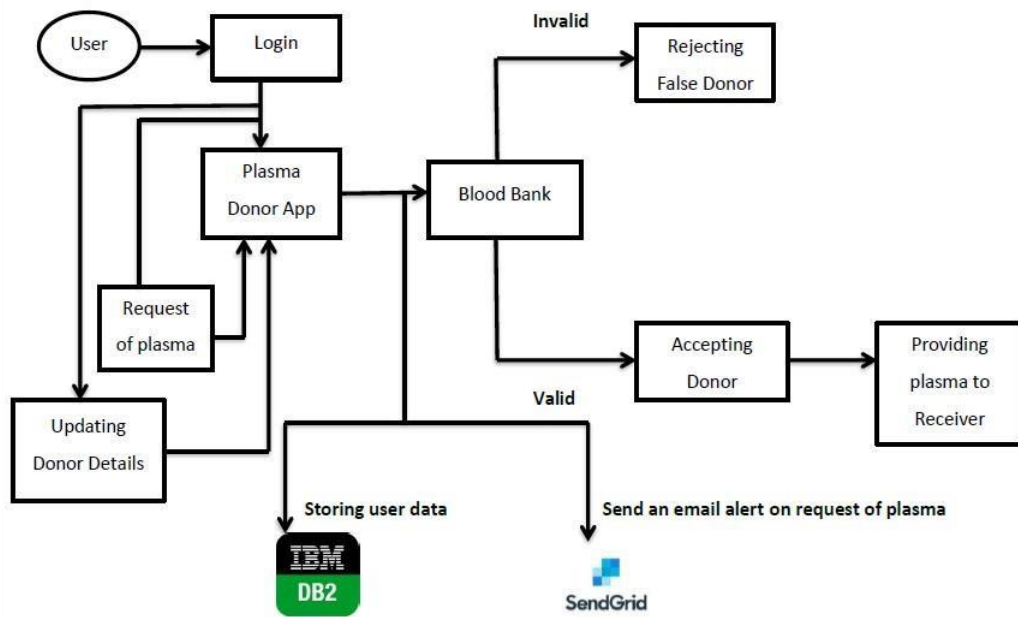 User
Login
Invalid
Rejecting
False Donor
Plasma
Donor App
Blood Bank
Request
of plasma
Accepting
Donor
Providing
plasma to
Receiver
Valid
Updating
Donor Details
Storing user data
Send an email alert on request of plasma
IBM
DB2
SendGrid